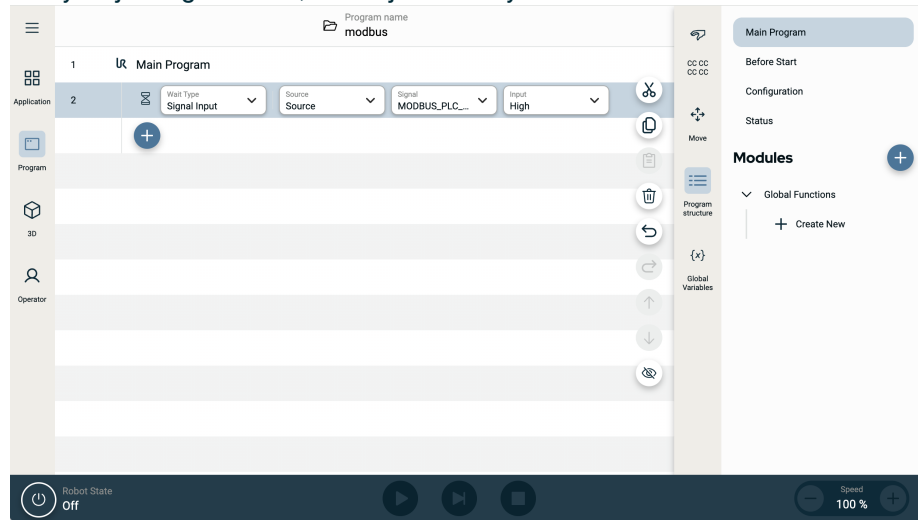 Program name
modbus
Application
Program
3D
Operator
1 UR Main Program
2 Wait Type Signal Input Source Source Signal MODBUS_PLC_... Input High
CC CC
CC CC
Move
Program
structure
{x}
Global
Variables
Main Program
Before Start
Configuration
Status
Modules
Global Functions
Create New
Robot State
Off
Speed
100 %